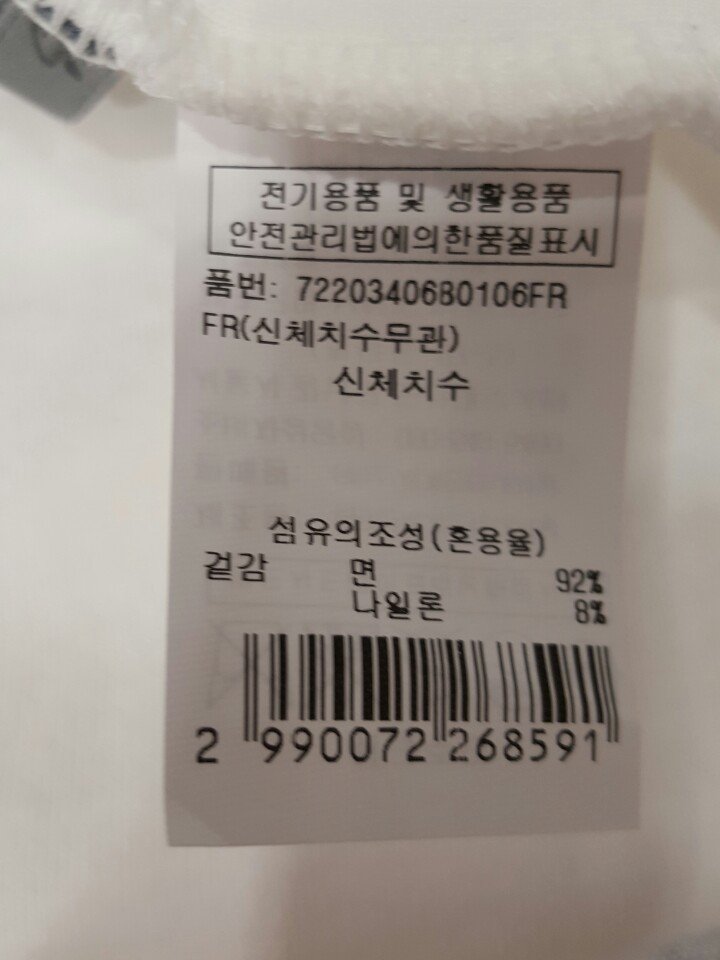 전기용품 및 생활용품
안전관리법에의한품질표시
품번: 7220340680106FR
FR(신체치수무관)
신체치수
섬유의조성(혼용율)
겉감 면 92%
나일론 8%
2 990072 268591